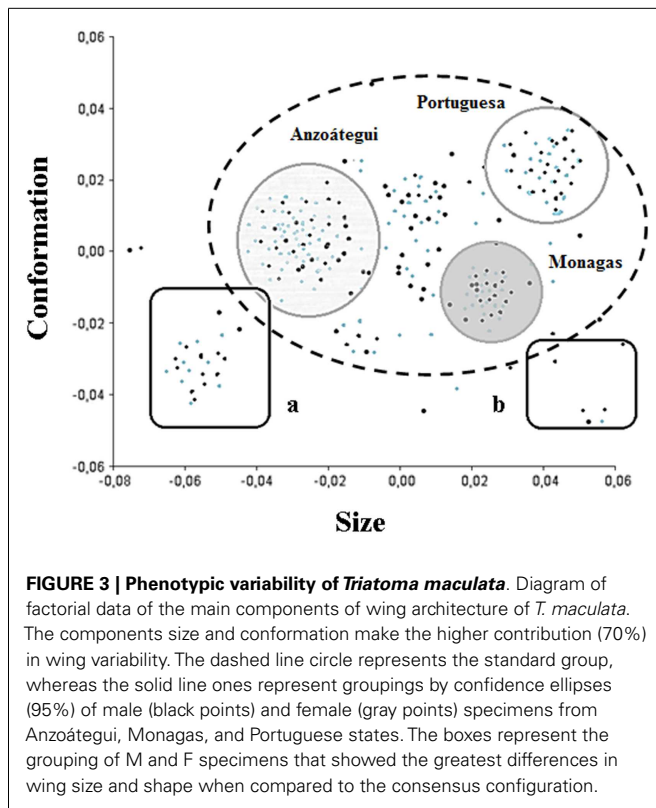 0,06
0,04
0,02
0,00
-0,02
-0,04
-0,06
Conformation
Anzoátegui
Portuguesa
Monagas
a
b
-0,08
-0,06
-0,04
-0,02
0,00
0,02
0,04
0,06
Size
FIGURE 3 | Phenotypic variability of Triatoma maculata. Diagram of
factorial data of the main components of wing architecture of T. maculata.
The components size and conformation make the higher contribution (70%)
in wing variability. The dashed line circle represents the standard group,
whereas the solid line ones represent groupings by confidence ellipses
(95%) of male (black points) and female (gray points) specimens from
Anzoátegui, Monagas, and Portuguese states. The boxes represent the
grouping of M and F specimens that showed the greatest differences in
wing size and shape when compared to the consensus configuration.